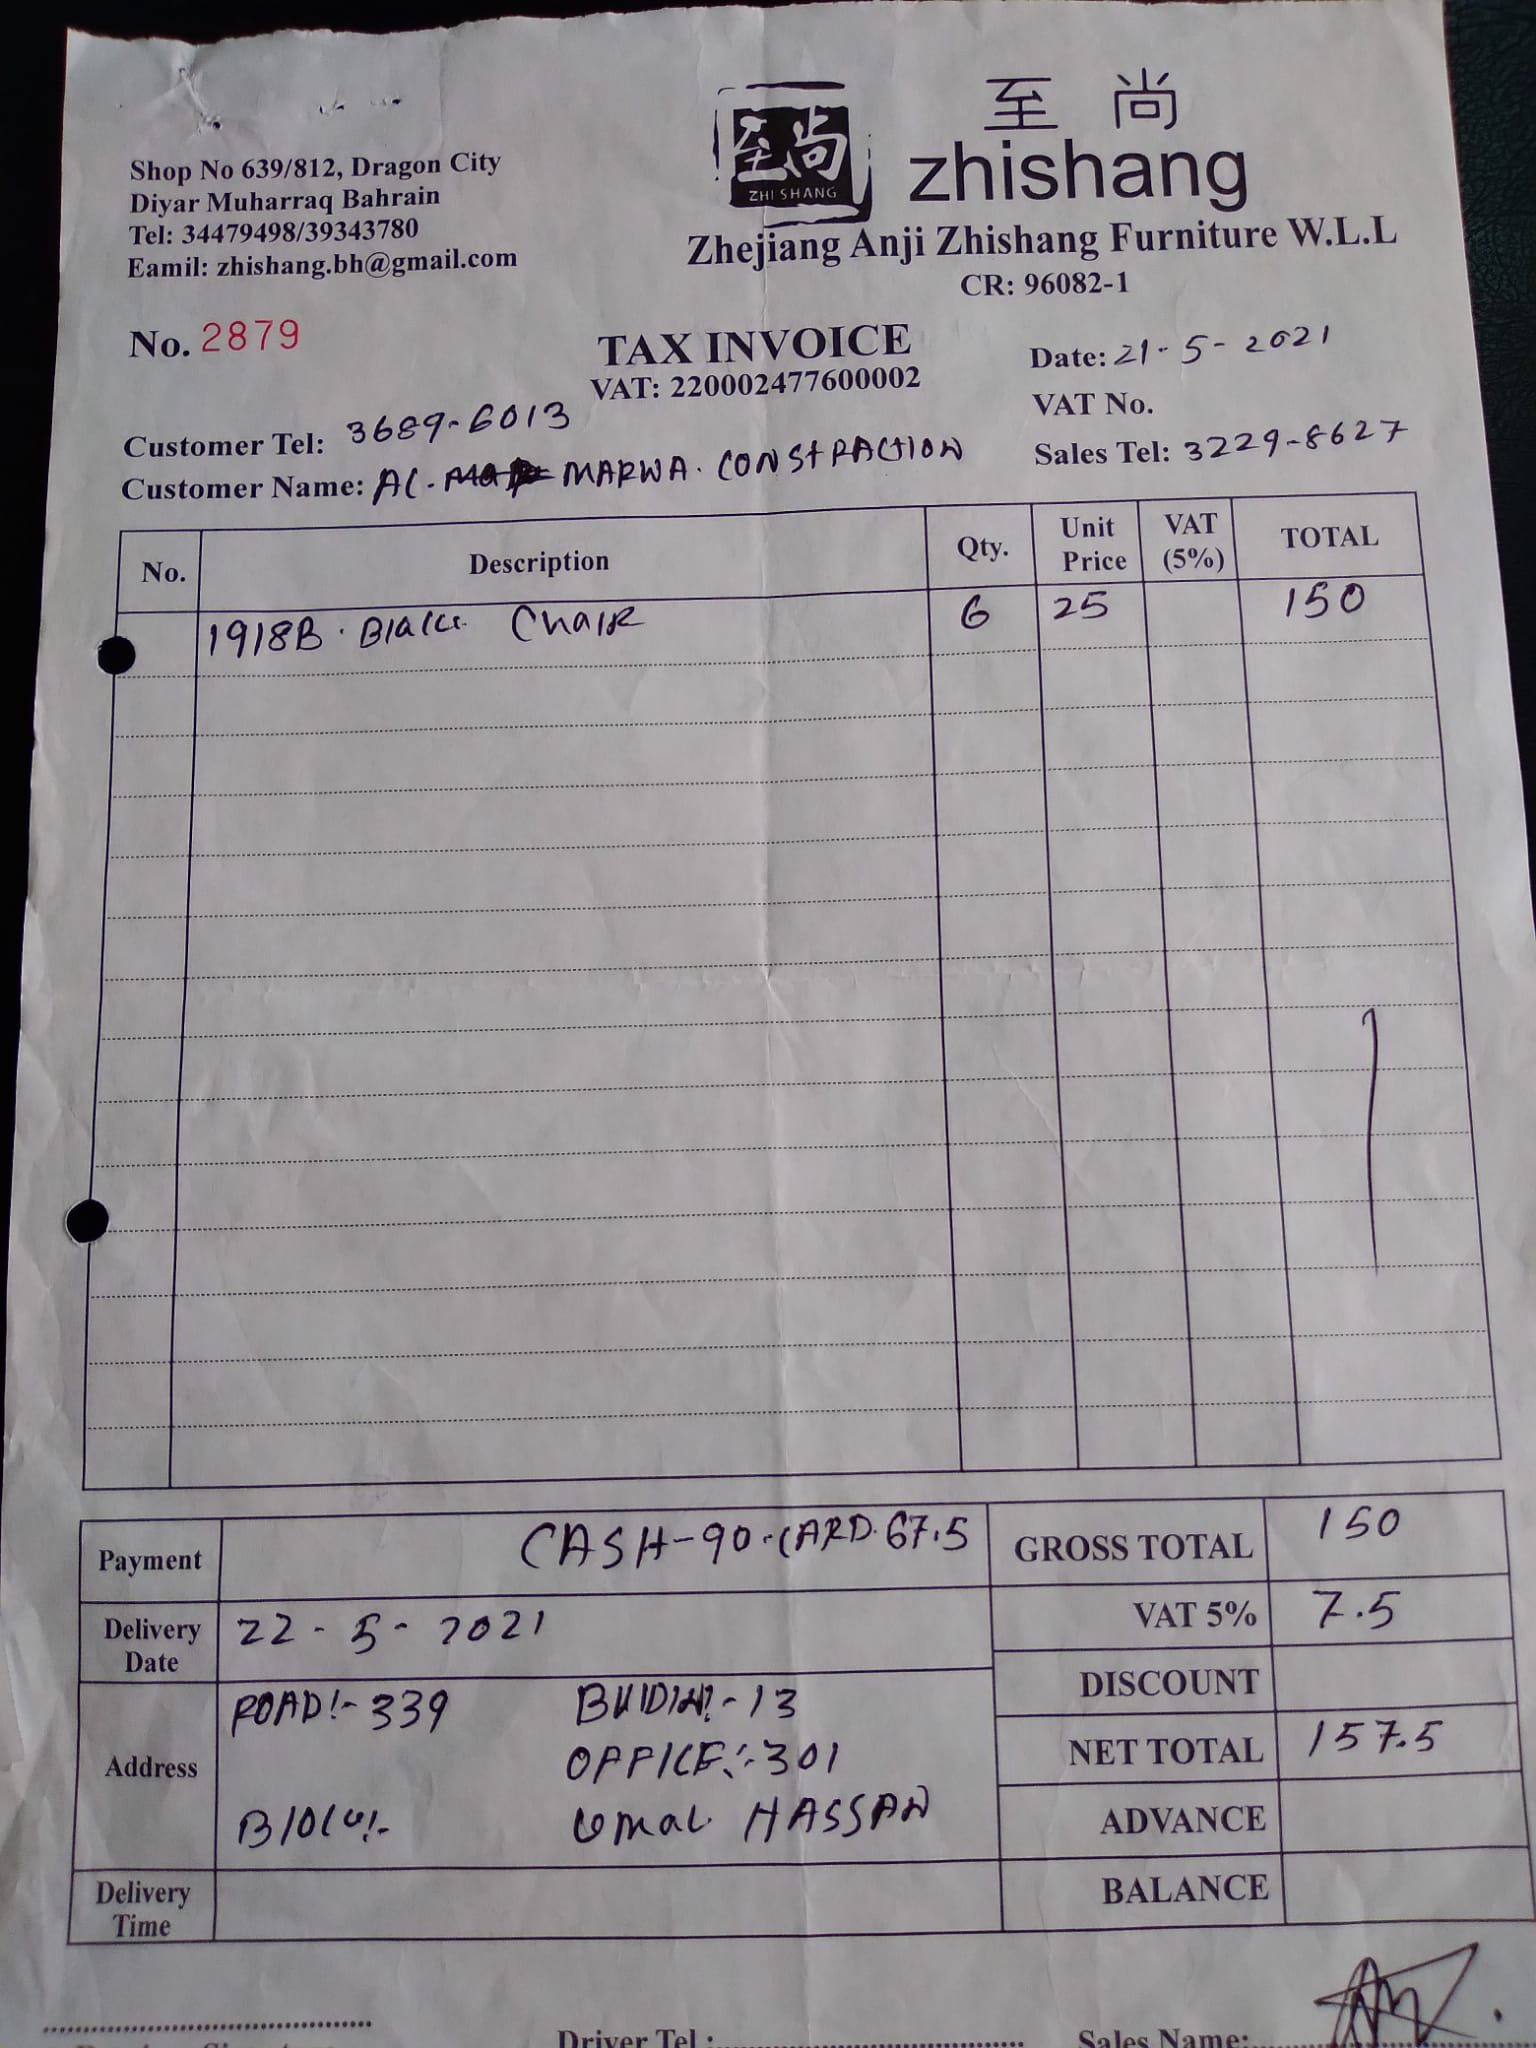 至尚
ZHI SHANG
至 尚
zhishang
Zhejiang Anji Zhishang Furniture W.L.L
CR: 96082-1
Shop No 639/812, Dragon City
Diyar Muharraq Bahrain
Tel: 34479498/39343780
Eamil: zhishang.bh@gmail.com
No. 2879
TAX INVOICE
VAT: 220002477600002
Date: 21-5-2021
VAT No.
Customer Tel: 3689-6013
Sales Tel: 3229-8627
Customer Name: AL- MARWA. CONSTRACTION
No. Description Qty. Unit Price VAT (5%) TOTAL
1918B. Black Chair 6 25 150
Payment CASH-90.CARD.67.5 GROSS TOTAL 150
Delivery Date 22-5-2021 VAT 5% 7.5
DISCOUNT
Address ROAD:-339 13
NET TOTAL 157.5
OFFICE:-301
HASSAN
ADVANCE
Delivery Time
BALANCE
Driver Tel :
Sales Name: